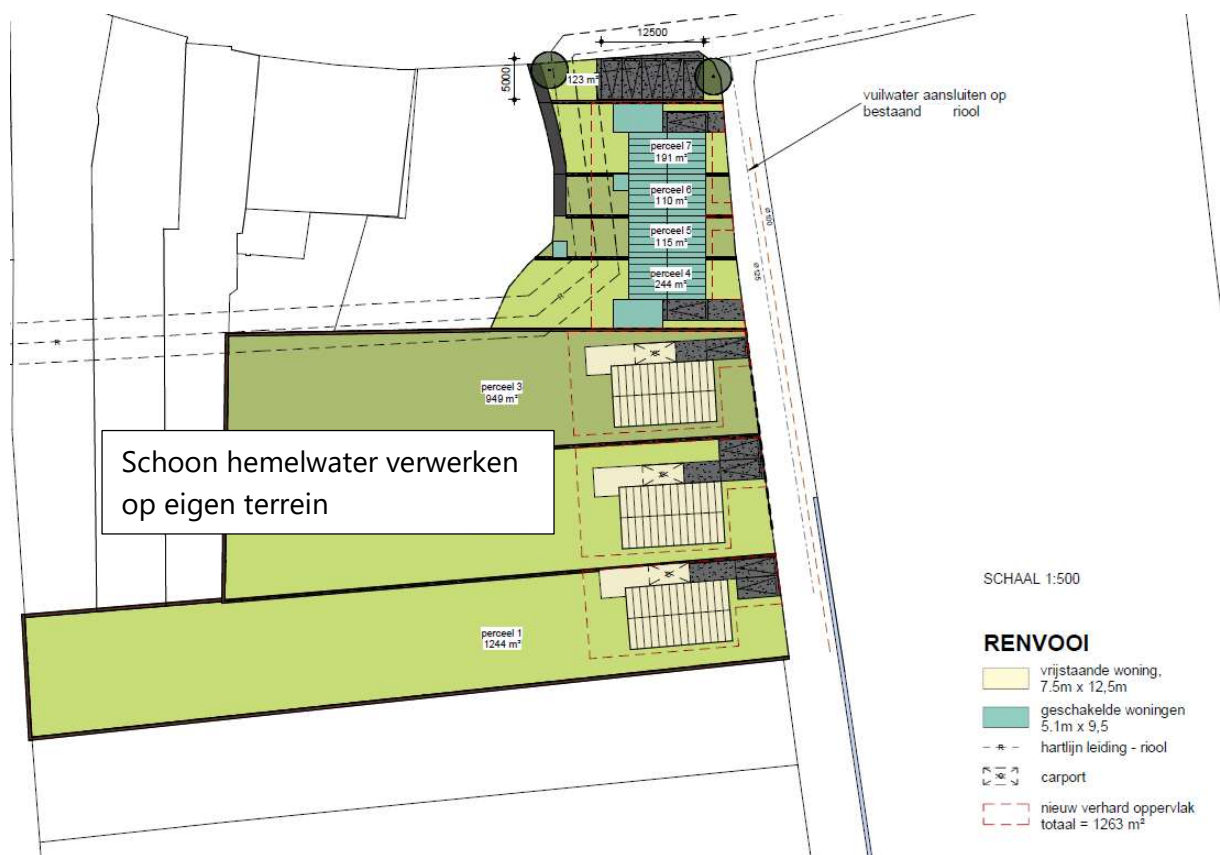 12500
5000
123 m²
vuilwater aansluiten op
bestaand riool
perceel 7
191 m²
perceel 6
110 m²
perceel 5
115 m²
perceel 4
244 m²
R
R
perceel 3
949 m²
Schoon hemelwater verwerken
op eigen terrein
perceel 1
1244 m²
SCHAAL 1:500
RENVOOI
vrijstaande woning,
7.5m x 12,5m
geschakelde woningen
5.1m x 9,5
R
hartlijn leiding - riool
carport
nieuw verhard oppervlak
totaal = 1263 m²